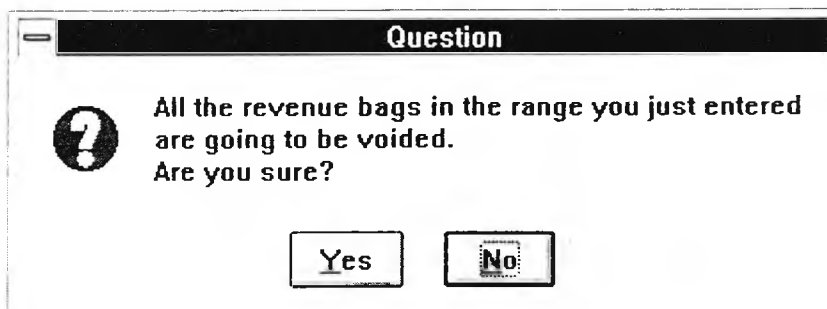 Question
All the revenue bags in the range you just entered
are going to be voided.
Are you sure?
Yes No